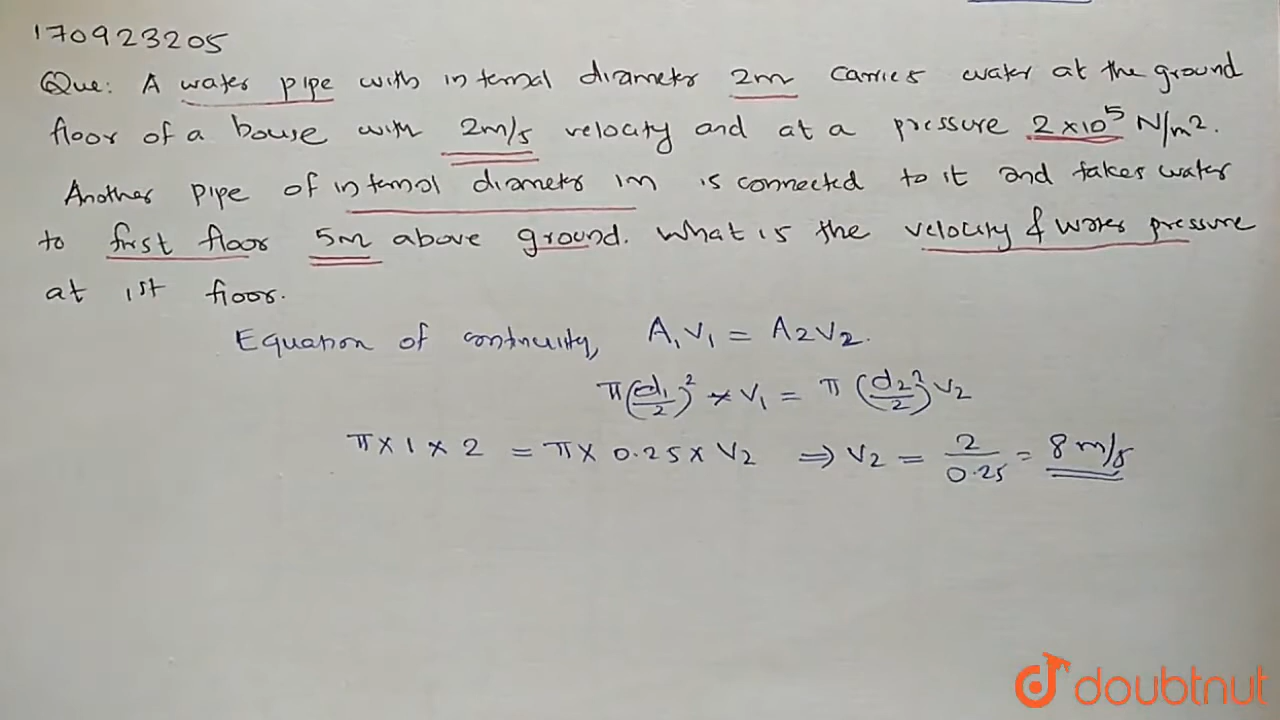 170923205
Que: A water pipe with internal diameter 2m carries water at the ground
floor of a house with 2m/s velocity and at a pressure 2×10⁵ N/m².
Another pipe of internal diameter 1m is connected to it and takes water
to first floor 5m above ground. What is the velocity & water pressure
at 1st floor.
Equation of continuity, A₁V₁ = A₂V₂.
π(d₁/2)² × V₁ = π(d₂/2)² V₂
π × 1 × 2 = π × 0.25 × V₂ ⇒ V₂ = 2/0.25 = 8 m/s
doubtnut